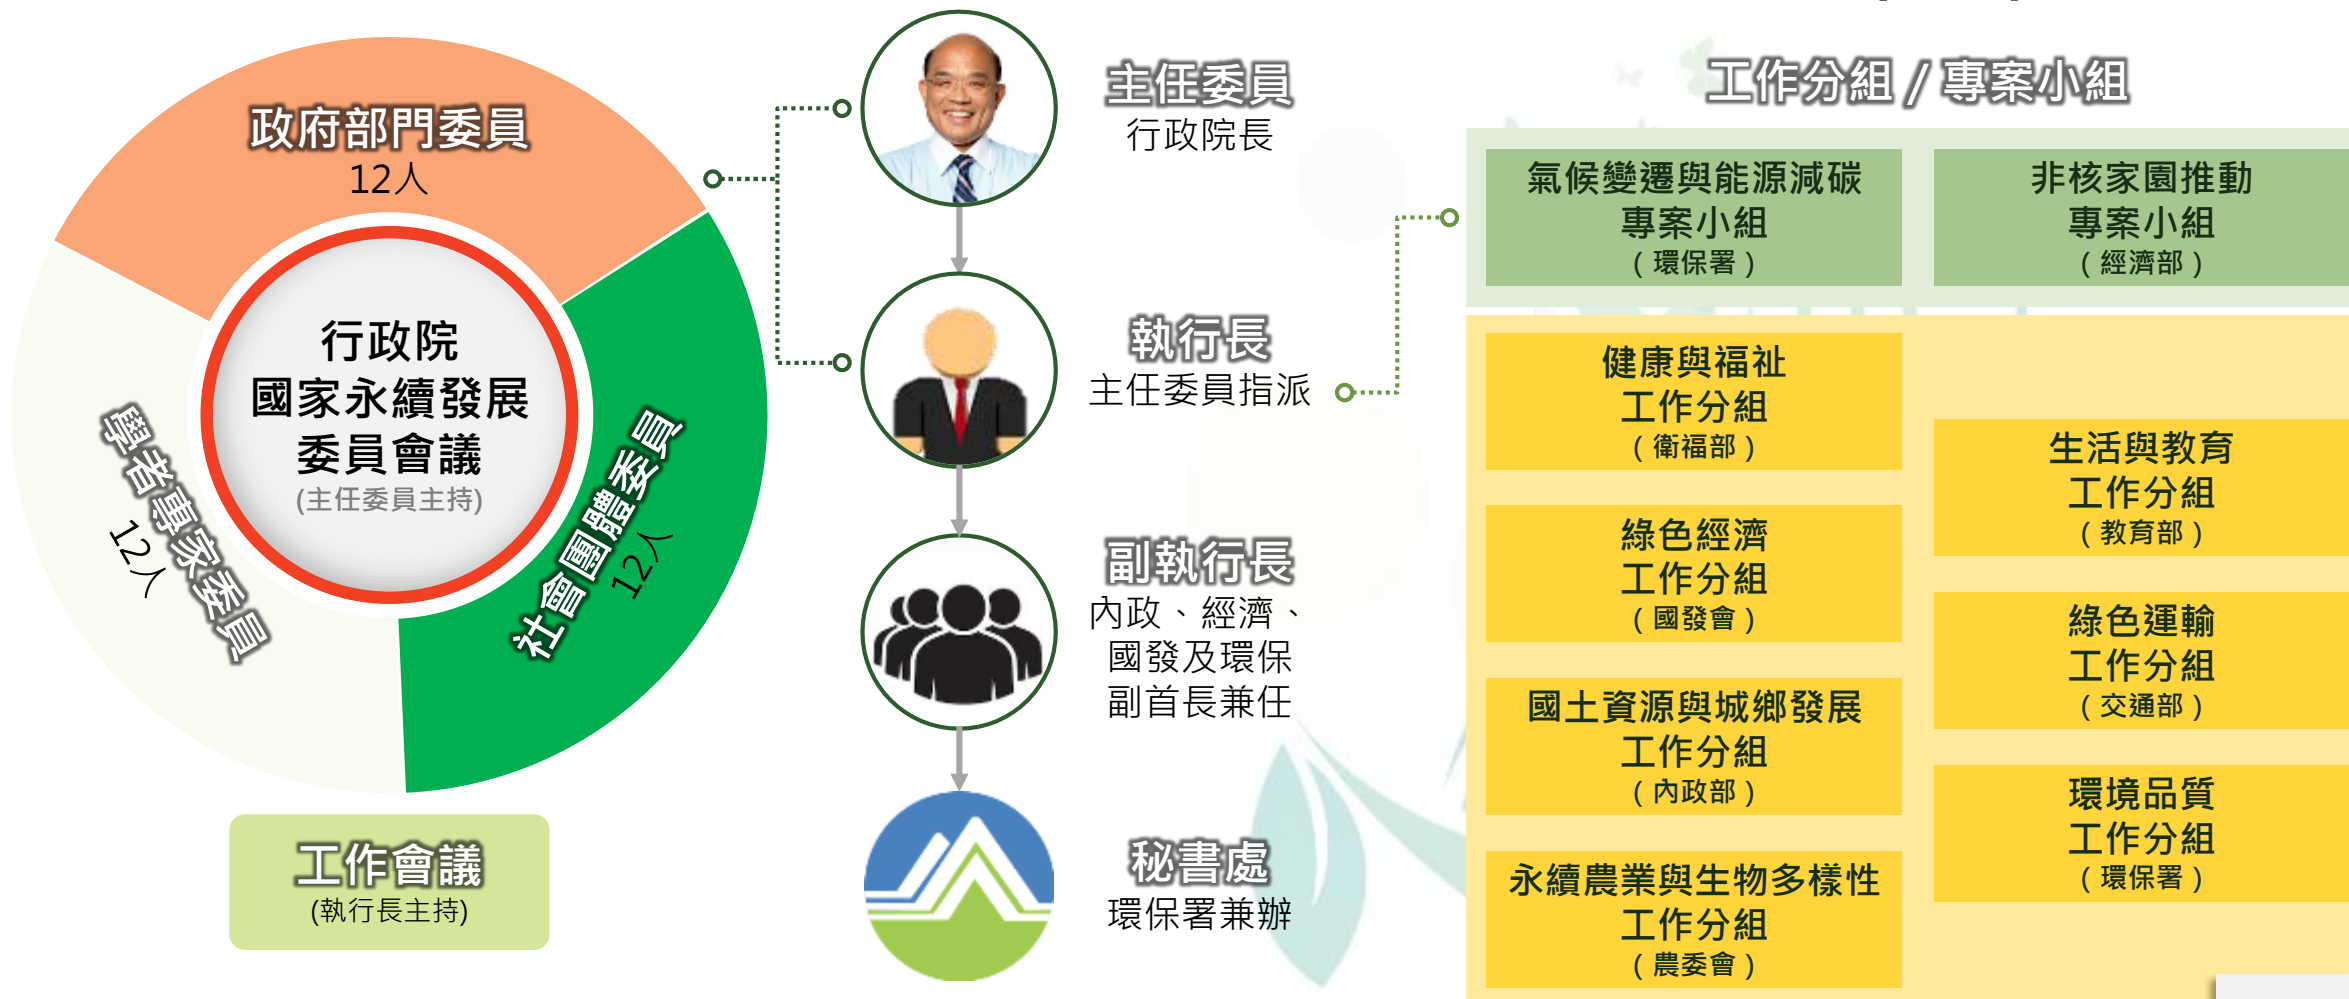 政府部門委員
12人
行政院
國家永續發展
委員會議
(主任委員主持)
學者專家委員
12人
社會團體委員
12人
工作會議
(執行長主持)
主任委員
行政院長
執行長
主任委員指派
副執行長
內政、經濟、
國發及環保
副首長兼任
秘書處
環保署兼辦
工作分組 / 專案小組
氣候變遷與能源減碳
專案小組
(環保署)
非核家園推動
專案小組
(經濟部)
健康與福祉
工作分組
(衛福部)
綠色經濟
工作分組
(國發會)
國土資源與城鄉發展
工作分組
(內政部)
永續農業與生物多樣性
工作分組
(農委會)
生活與教育
工作分組
(教育部)
綠色運輸
工作分組
(交通部)
環境品質
工作分組
(環保署)